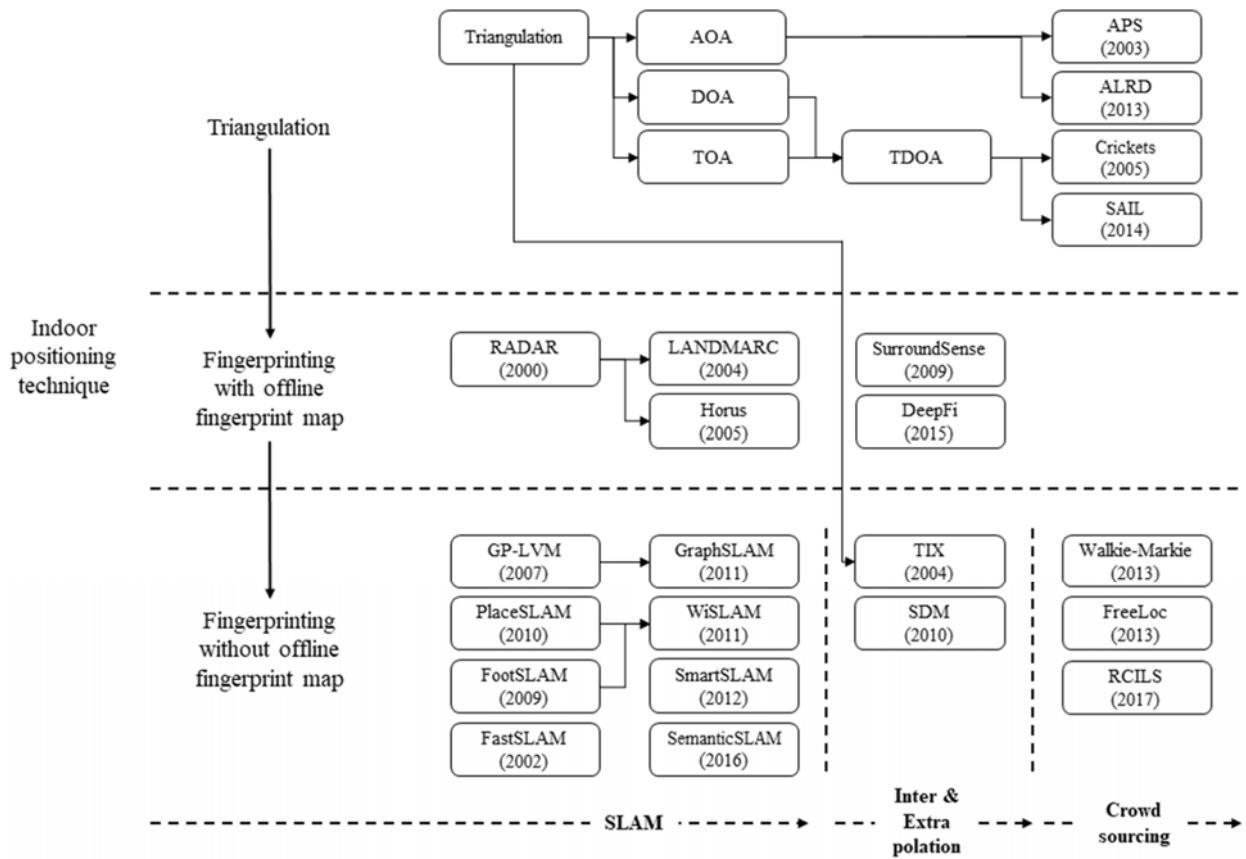 Indoor
positioning
technique
Triangulation
Triangulation
AOA
APS
(2003)
DOA
ALRD
(2013)
TOA
TDOA
Crickets
(2005)
SAIL
(2014)
Fingerprinting
with offline
fingerprint map
RADAR
(2000)
LANDMARC
(2004)
SurroundSense
(2009)
Horus
(2005)
DeepFi
(2015)
Fingerprinting
without offline
fingerprint map
GP-LVM
(2007)
GraphSLAM
(2011)
TIX
(2004)
Walkie-Markie
(2013)
PlaceSLAM
(2010)
WiSLAM
(2011)
SDM
(2010)
FreeLoc
(2013)
FootSLAM
(2009)
SmartSLAM
(2012)
RCILS
(2017)
FastSLAM
(2002)
SemanticSLAM
(2016)
SLAM
Inter &
Extra
polation
Crowd
sourcing